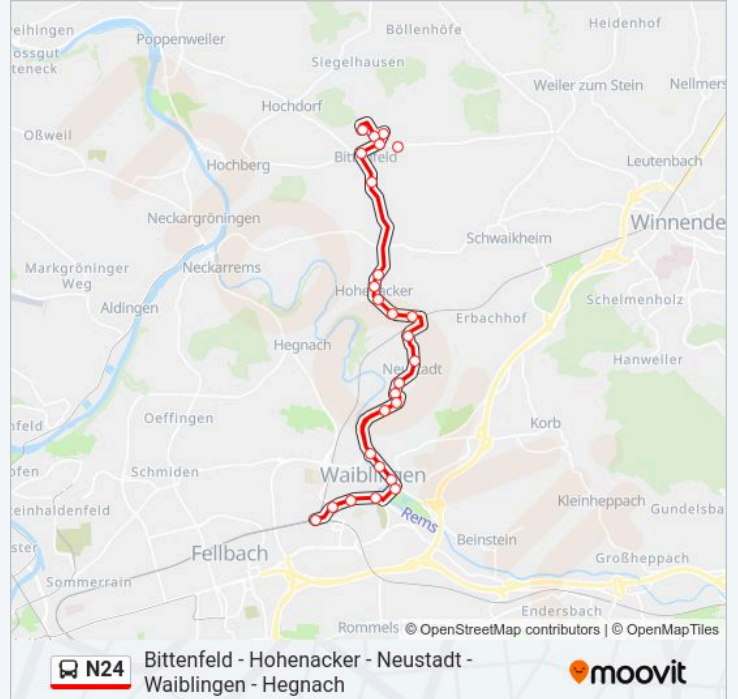 eihingen
Poppenweiler
Böllenhöfe
Heidenhof
ossgut
teneck
Siegelhausen
Weiler zum Stein
Nellmers
Hochdorf
Oßweil
Bittenfeld
Leutenbach
Hochberg
Neckargröningen
Winnende
Schwaikheim
Markgröninger
Weg
Neckarrems
Hohenacker
Schelmenholz
Aldingen
Erbachhof
Hegnach
Neustadt
Hanweiler
Oeffingen
Korb
nfeld
ofen
Schmiden
Waiblingen
einhaldenfeld
Kleinheppach
Gundelsba
Rems
ster
Fellbach
Beinstein
Großheppach
Sommerrain
Endersbach
Rommels
© OpenStreetMap contributors | © OpenMapTiles
N24
Bittenfeld - Hohenacker - Neustadt -
Waiblingen - Hegnach
moovit